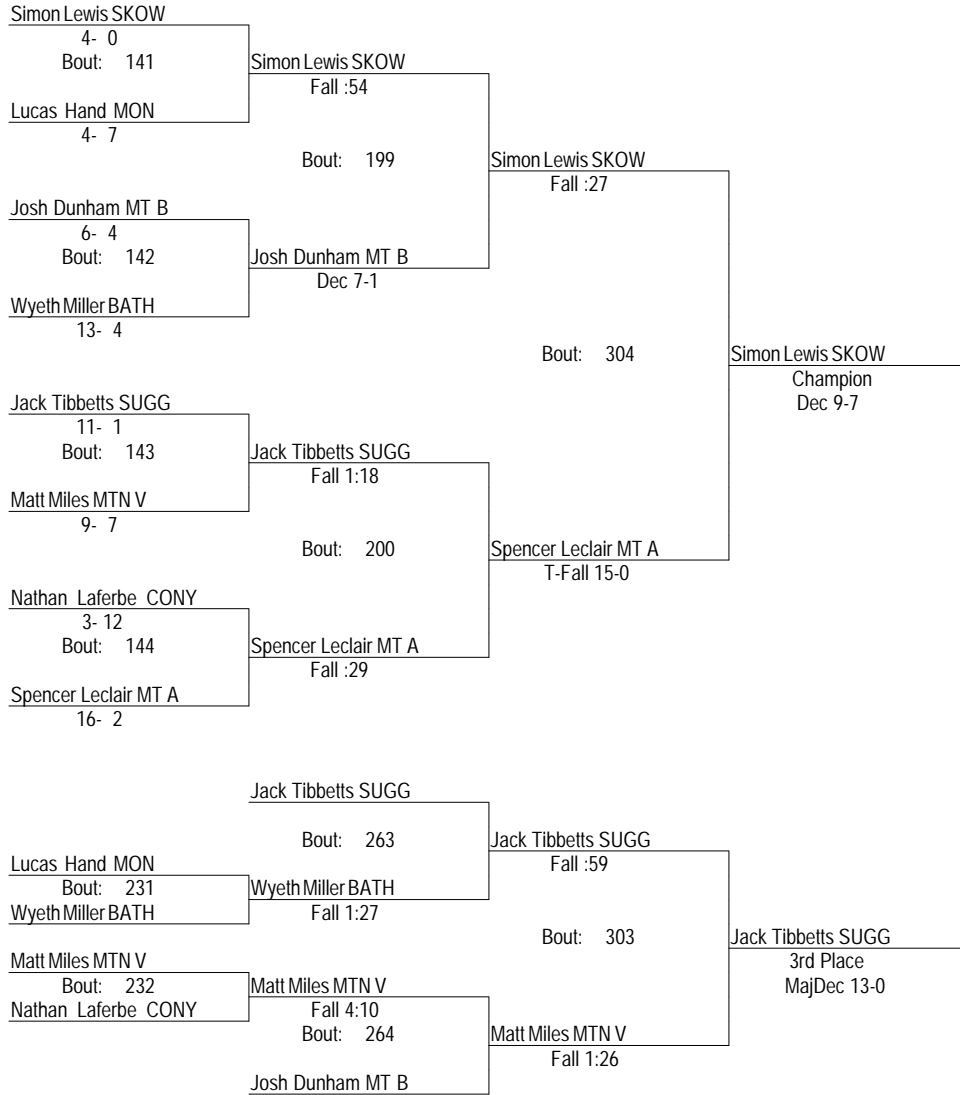 Simon Lewis SKOW
4- 0
Bout: 141
Simon Lewis SKOW
Fall :54
Lucas Hand MON
4- 7
Bout: 199
Simon Lewis SKOW
Fall :27
Josh Dunham MT B
6- 4
Bout: 142
Josh Dunham MT B
Dec 7-1
Wyeth Miller BATH
13- 4
Bout: 304
Simon Lewis SKOW
Champion
Dec 9-7
Jack Tibbetts SUGG
11- 1
Bout: 143
Jack Tibbetts SUGG
Fall 1:18
Matt Miles MTN V
9- 7
Bout: 200
Spencer Leclair MT A
T-Fall 15-0
Nathan Laferbe CONY
3- 12
Bout: 144
Spencer Leclair MT A
Fall :29
Spencer Leclair MT A
16- 2
Jack Tibbetts SUGG
Bout: 263
Jack Tibbetts SUGG
Fall :59
Lucas Hand MON
Bout: 231
Wyeth Miller BATH
Wyeth Miller BATH
Fall 1:27
Bout: 303
Jack Tibbetts SUGG
3rd Place
MajDec 13-0
Matt Miles MTN V
Bout: 232
Matt Miles MTN V
Nathan Laferbe CONY
Fall 4:10
Bout: 264
Matt Miles MTN V
Fall 1:26
Josh Dunham MT B